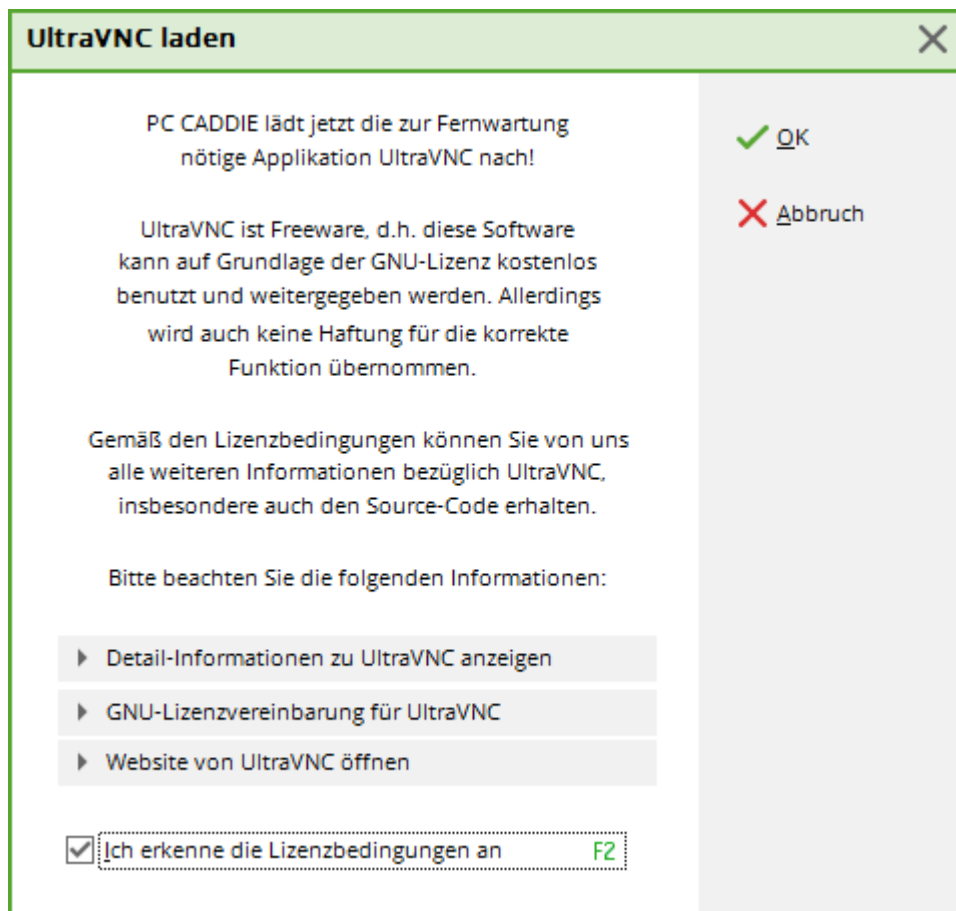 UltraVNC laden
PC CADDIE lädt jetzt die zur Fernwartung
nötige Applikation UltraVNC nach!
UltraVNC ist Freeware, d.h. diese Software
kann auf Grundlage der GNU-Lizenz kostenlos
benutzt und weitergegeben werden. Allerdings
wird auch keine Haftung für die korrekte
Funktion übernommen.
Gemäß den Lizenzbedingungen können Sie von uns
alle weiteren Informationen bezüglich UltraVNC,
insbesondere auch den Source-Code erhalten.
Bitte beachten Sie die folgenden Informationen:
Detail-Informationen zu UltraVNC anzeigen
GNU-Lizenzvereinbarung für UltraVNC
Website von UltraVNC öffnen
Ich erkenne die Lizenzbedingungen an F2
OK
Abbruch